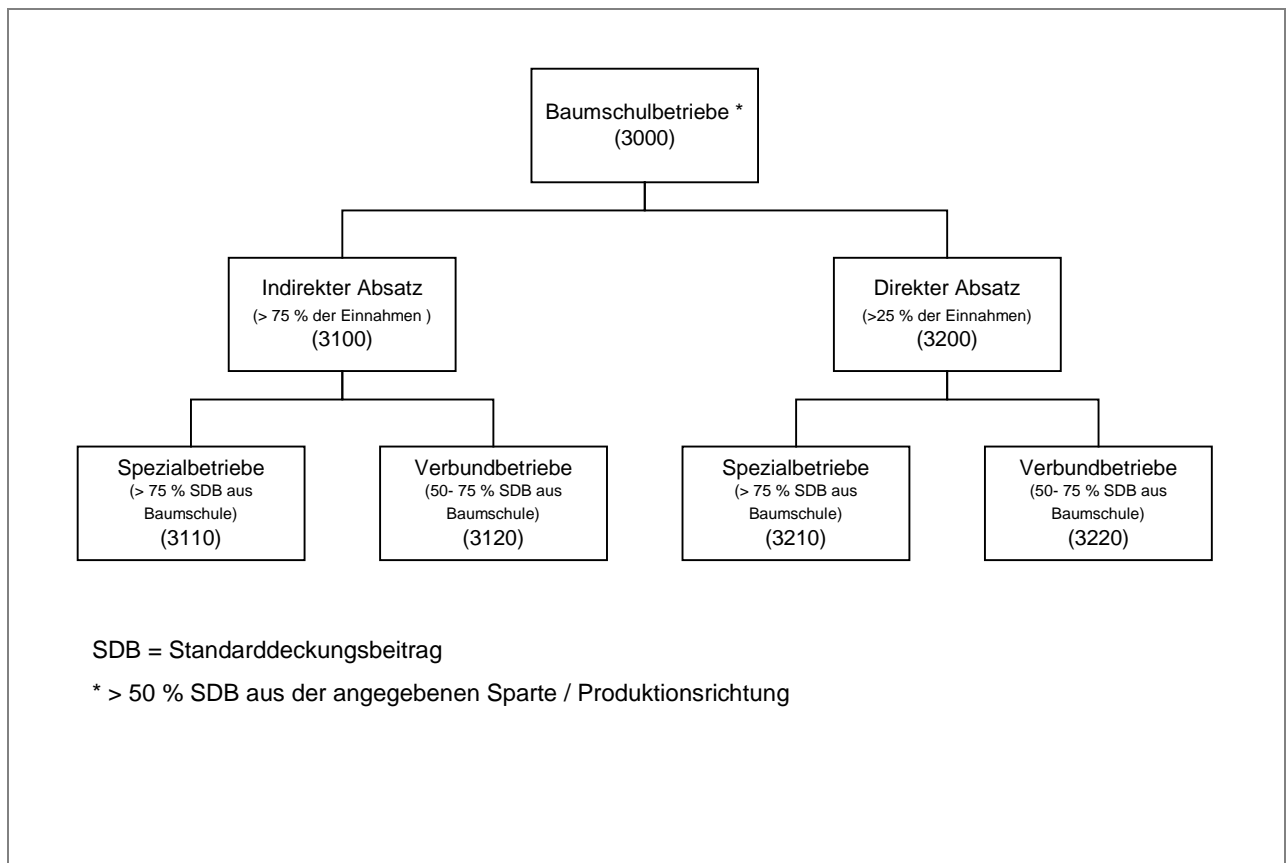 Baumschulbetriebe *
(3000)
Indirekter Absatz
(> 75 % der Einnahmen )
(3100)
Direkter Absatz
(>25 % der Einnahmen)
(3200)
Spezialbetriebe
(> 75 % SDB aus
Baumschule)
(3110)
Verbundbetriebe
(50- 75 % SDB aus
Baumschule)
(3120)
Spezialbetriebe
(> 75 % SDB aus
Baumschule)
(3210)
Verbundbetriebe
(50- 75 % SDB aus
Baumschule)
(3220)
SDB = Standarddeckungsbeitrag
* > 50 % SDB aus der angegebenen Sparte / Produktionsrichtung